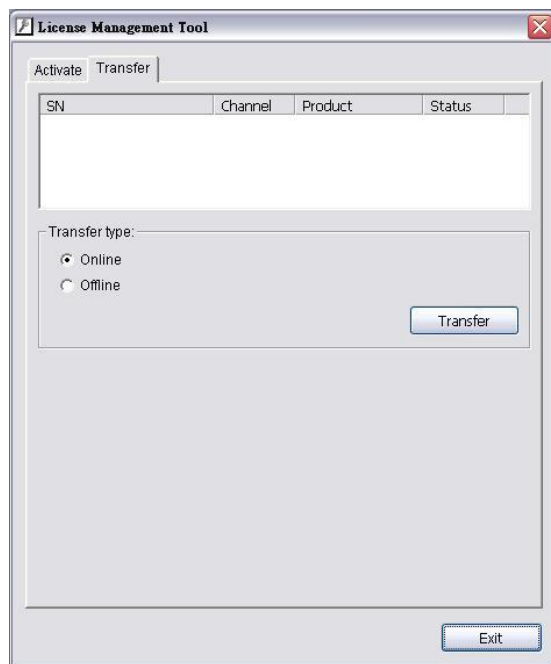 License Management Tool
Activate Transfer
SN Channel Product Status
Transfer type:
Online
Offline
Transfer
Exit